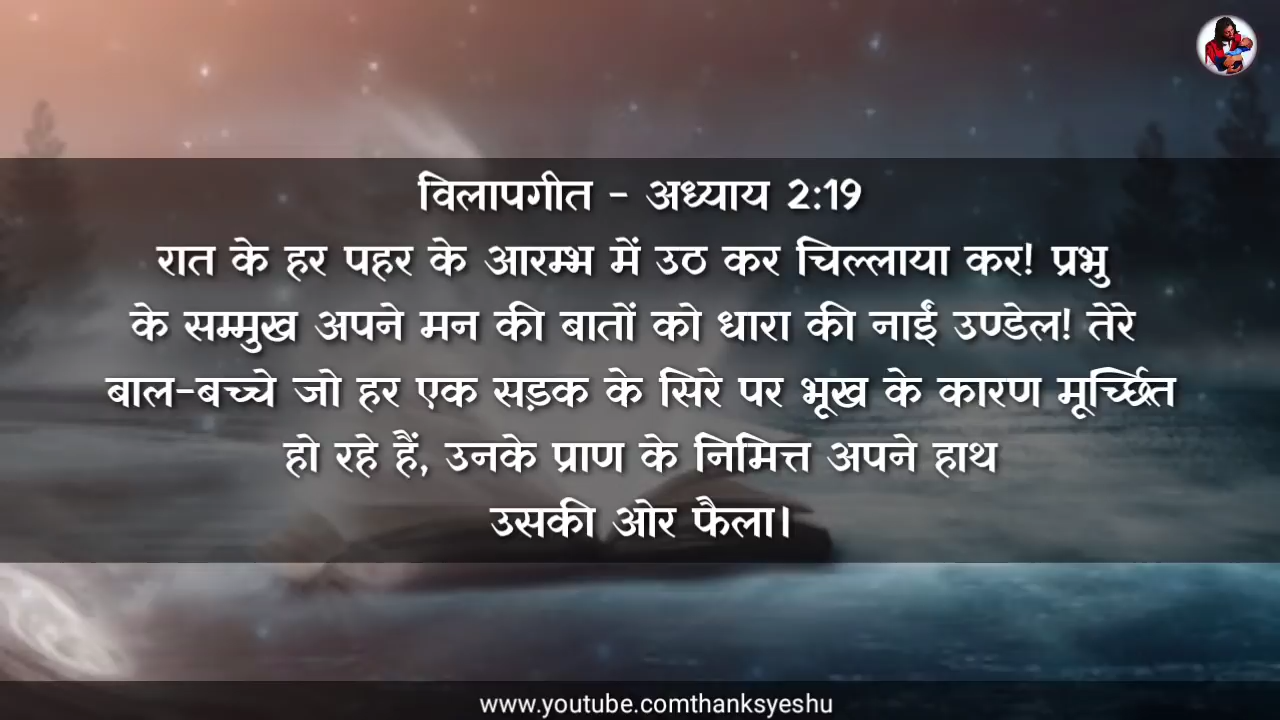 विलापगीत - अध्याय 2:19
रात के हर पहर के आरम्भ में उठ कर चिल्लाया कर! प्रभु
के सम्मुख अपने मन की बातों को धारा की नाईं उण्डेल! तेरे
बाल-बच्चे जो हर एक सड़क के सिरे पर भूख के कारण मूर्च्छित
हो रहे हैं, उनके प्राण के निमित्त अपने हाथ
उसकी ओर फैला।
www.youtube.comthanksyeshu